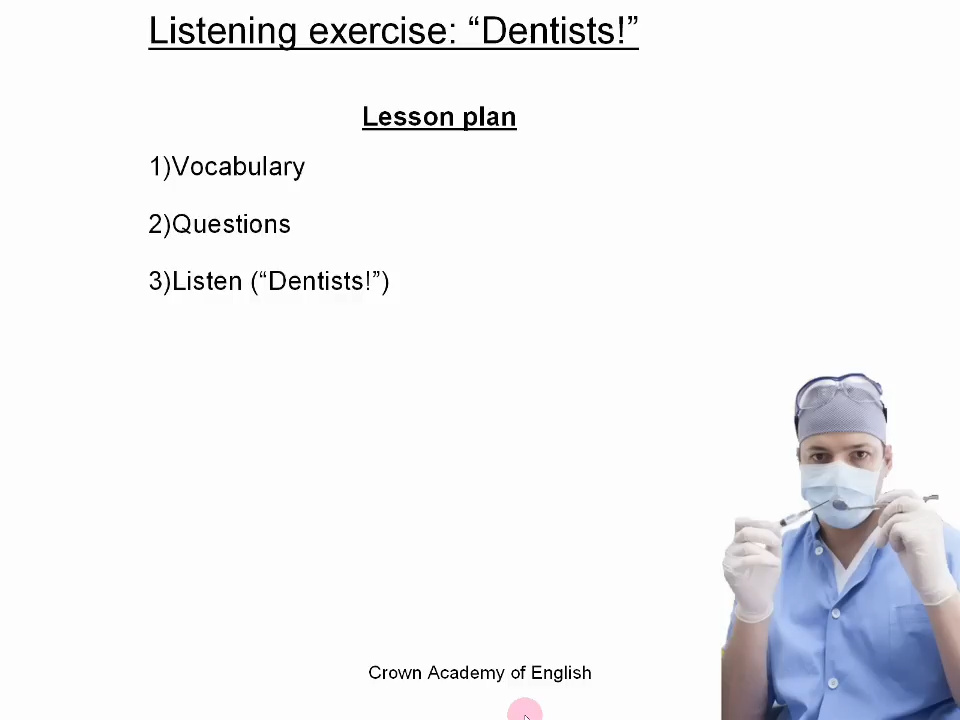 Listening exercise: “Dentists!”
Lesson plan
1)Vocabulary
2)Questions
3)Listen (“Dentists!”)
Crown Academy of English